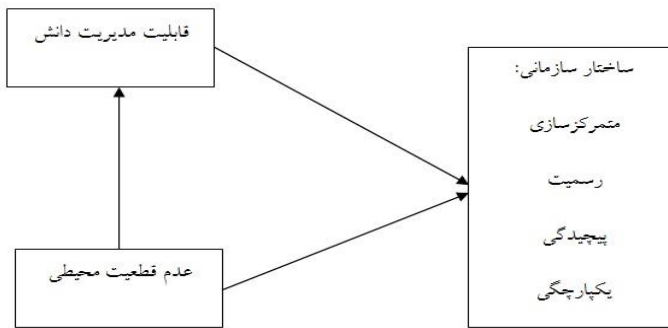 قابلیت مدیریت دانش
ساختار سازمانی:
متمرکزسازی
رسمیت
پیچیدگی
یکپارچگی
عدم قطعیت محیطی